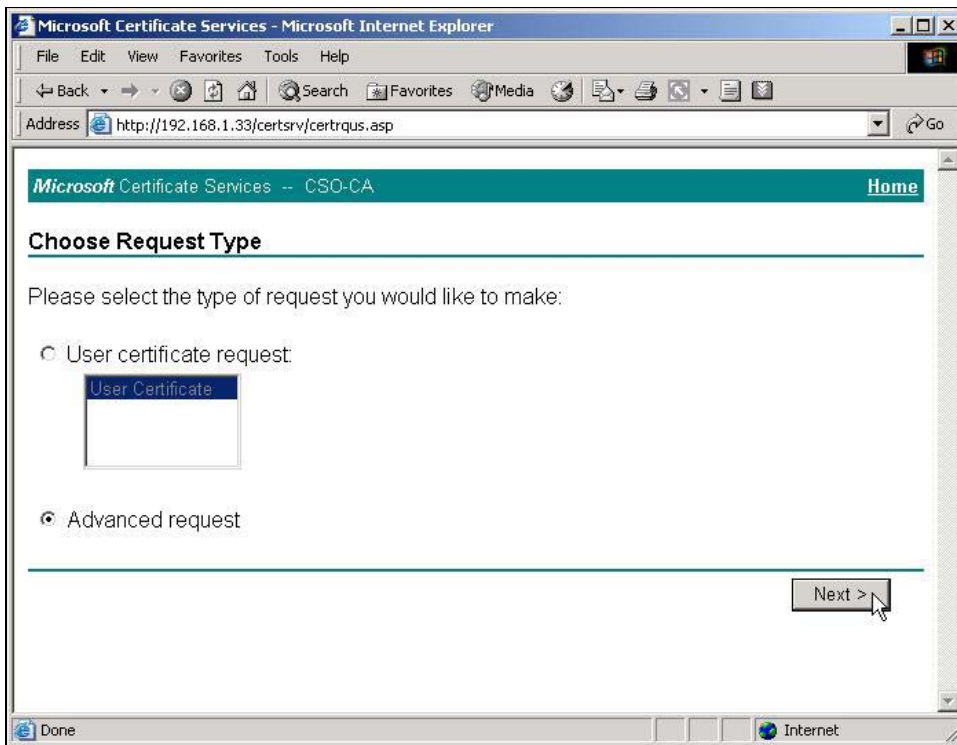 Microsoft Certificate Services - Microsoft Internet Explorer
File Edit View Favorites Tools Help
Back Search Favorites Media
Address http://192.168.1.33/certsrv/certrqus.asp Go
Microsoft Certificate Services -- CSO-CA Home
Choose Request Type
Please select the type of request you would like to make:
User certificate request:
User Certificate
Advanced request
Next >
Done Internet